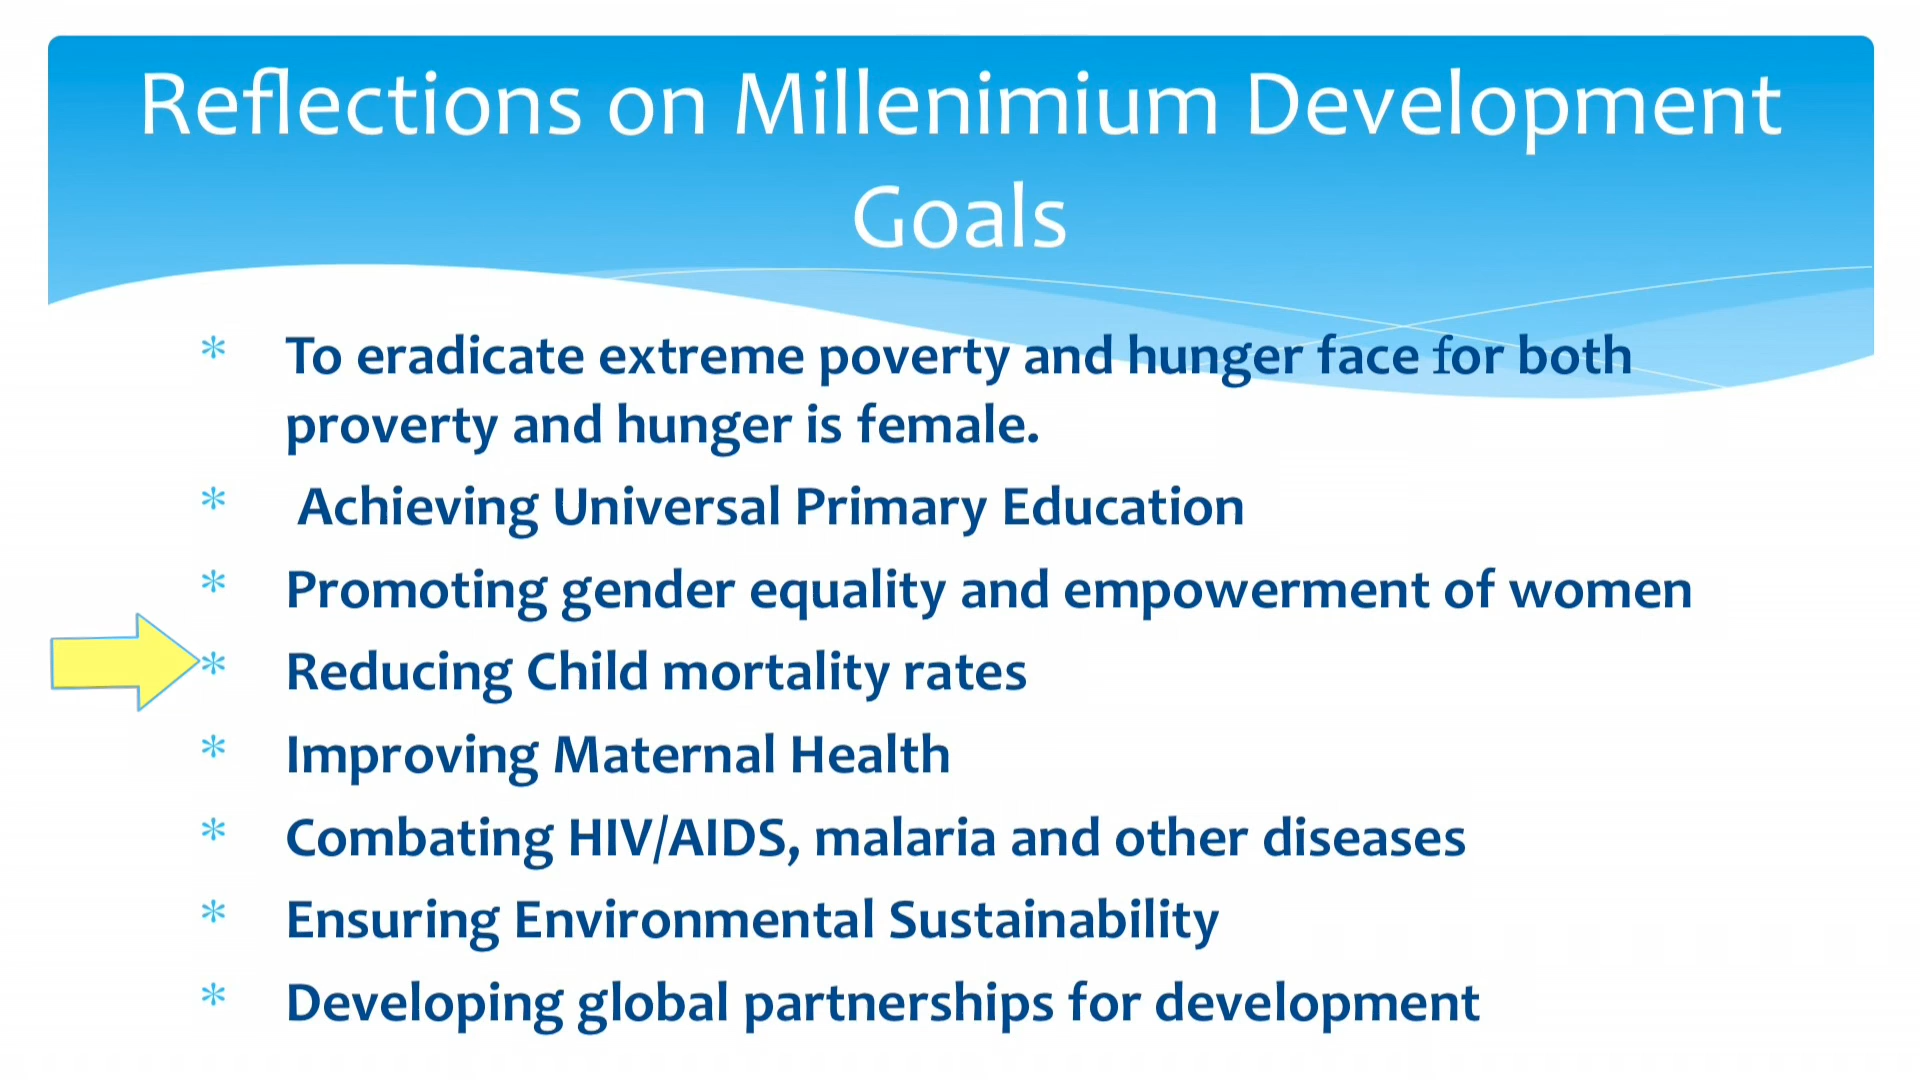 Reflections on Millenimium Development
Goals
* To eradicate extreme poverty and hunger face for both
proverty and hunger is female.
* Achieving Universal Primary Education
* Promoting gender equality and empowerment of women
* Reducing Child mortality rates
* Improving Maternal Health
* Combating HIV/AIDS, malaria and other diseases
* Ensuring Environmental Sustainability
* Developing global partnerships for development